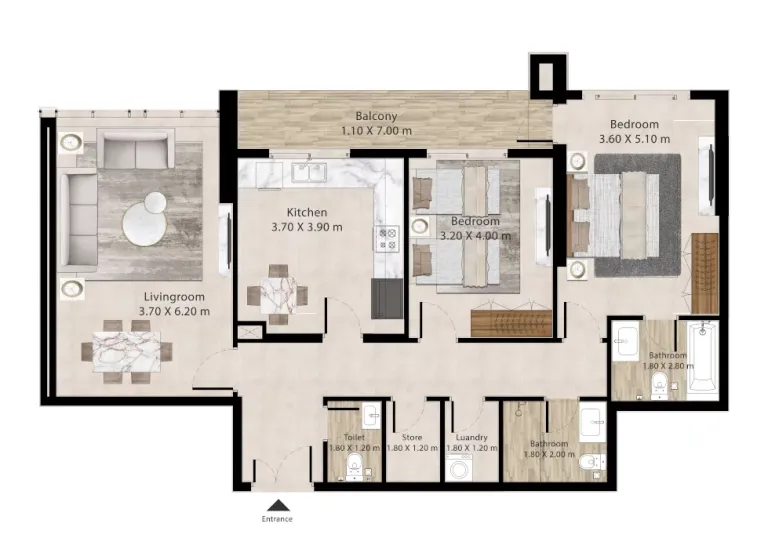 Balcony
1.10 X 7.00 m
Bedroom
3.60 X 5.10 m
Kitchen
3.70 X 3.90 m
Bedroom
3.20 X 4.00 m
Livingroom
3.70 X 6.20 m
Bathroom
1.80 X 2.80 m
Toilet
1.80 X 1.20 m
Store
1.80 X 1.20 m
Luandry
1.80 X 1.20 m
Bathroom
1.80 X 2.00 m
Entrance